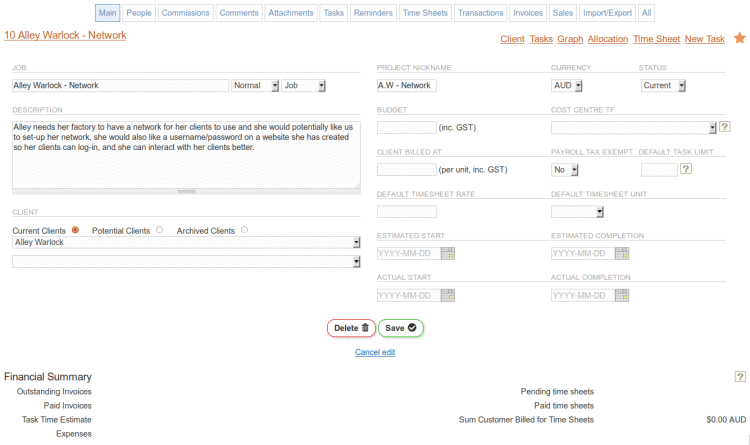 Main People Commissions Comments Attachments Tasks Reminders Time Sheets Transactions Invoices Sales Import/Export All
10 Alley Warlock - Network
Client Tasks Graph Allocation Time Sheet New Task
JOB
Alley Warlock - Network Normal Job
PROJECT NICKNAME CURRENCY STATUS
A.W - Network AUD Current
DESCRIPTION
Alley needs her factory to have a network for her clients to use and she would potentially like us
to set-up her network, she would also like a username/password on a website she has created
so her clients can log-in, and she can interact with her clients better.
BUDGET COST CENTRE TF
(inc. GST) ?
CLIENT BILLED AT PAYROLL TAX EXEMPT DEFAULT TASK LIMIT
(per unit, inc. GST) No ?
DEFAULT TIMESHEET RATE DEFAULT TIMESHEET UNIT
CLIENT
Current Clients Potential Clients Archived Clients
Alley Warlock
ESTIMATED START ESTIMATED COMPLETION
YYYY-MM-DD YYYY-MM-DD
ACTUAL START ACTUAL COMPLETION
YYYY-MM-DD YYYY-MM-DD
Delete Save
Cancel edit
Financial Summary ?
Outstanding Invoices Pending time sheets
Paid Invoices Paid time sheets
Task Time Estimate Sum Customer Billed for Time Sheets $0.00 AUD
Expenses